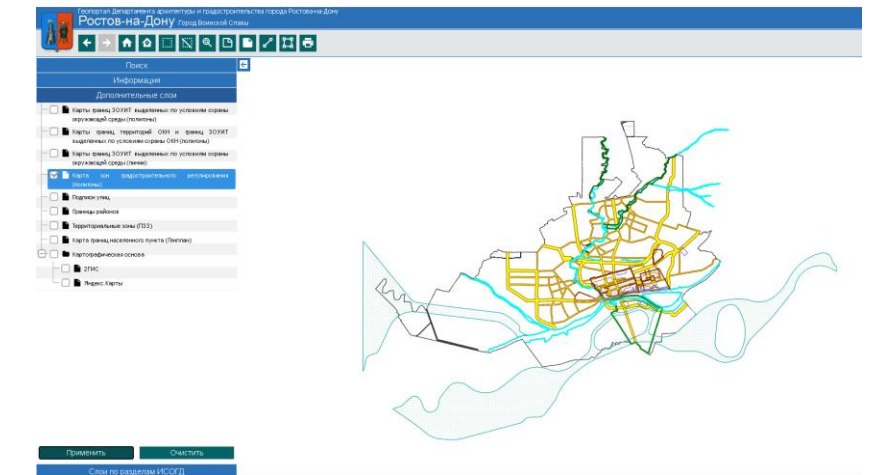 Геопортал Департамента архитектуры и градостроительства города Ростова-на-Дону
Ростов-на-Дону Город Воинской Славы
Поиск
Информация
Дополнительные слои
Карты границ ЗОУИТ выделенных по условиям охраны
окружающей среды (полигоны)
Карты границ территорий ОКН и границ ЗОУИТ
выделенных по условиям охраны ОКН (полигоны)
Карты границ ЗОУИТ выделенных по условиям охраны
окружающей среды (линии)
Карта зон градостроительного регулирования
(полигоны)
Подписи улиц
Границы районов
Территориальные зоны (ПЗЗ)
Карта границ населенного пункта (Генплан)
Картографическая основа
2ГИС
Яндекс.Карты
Применить
Очистить
Слои по разделам ИСОГД